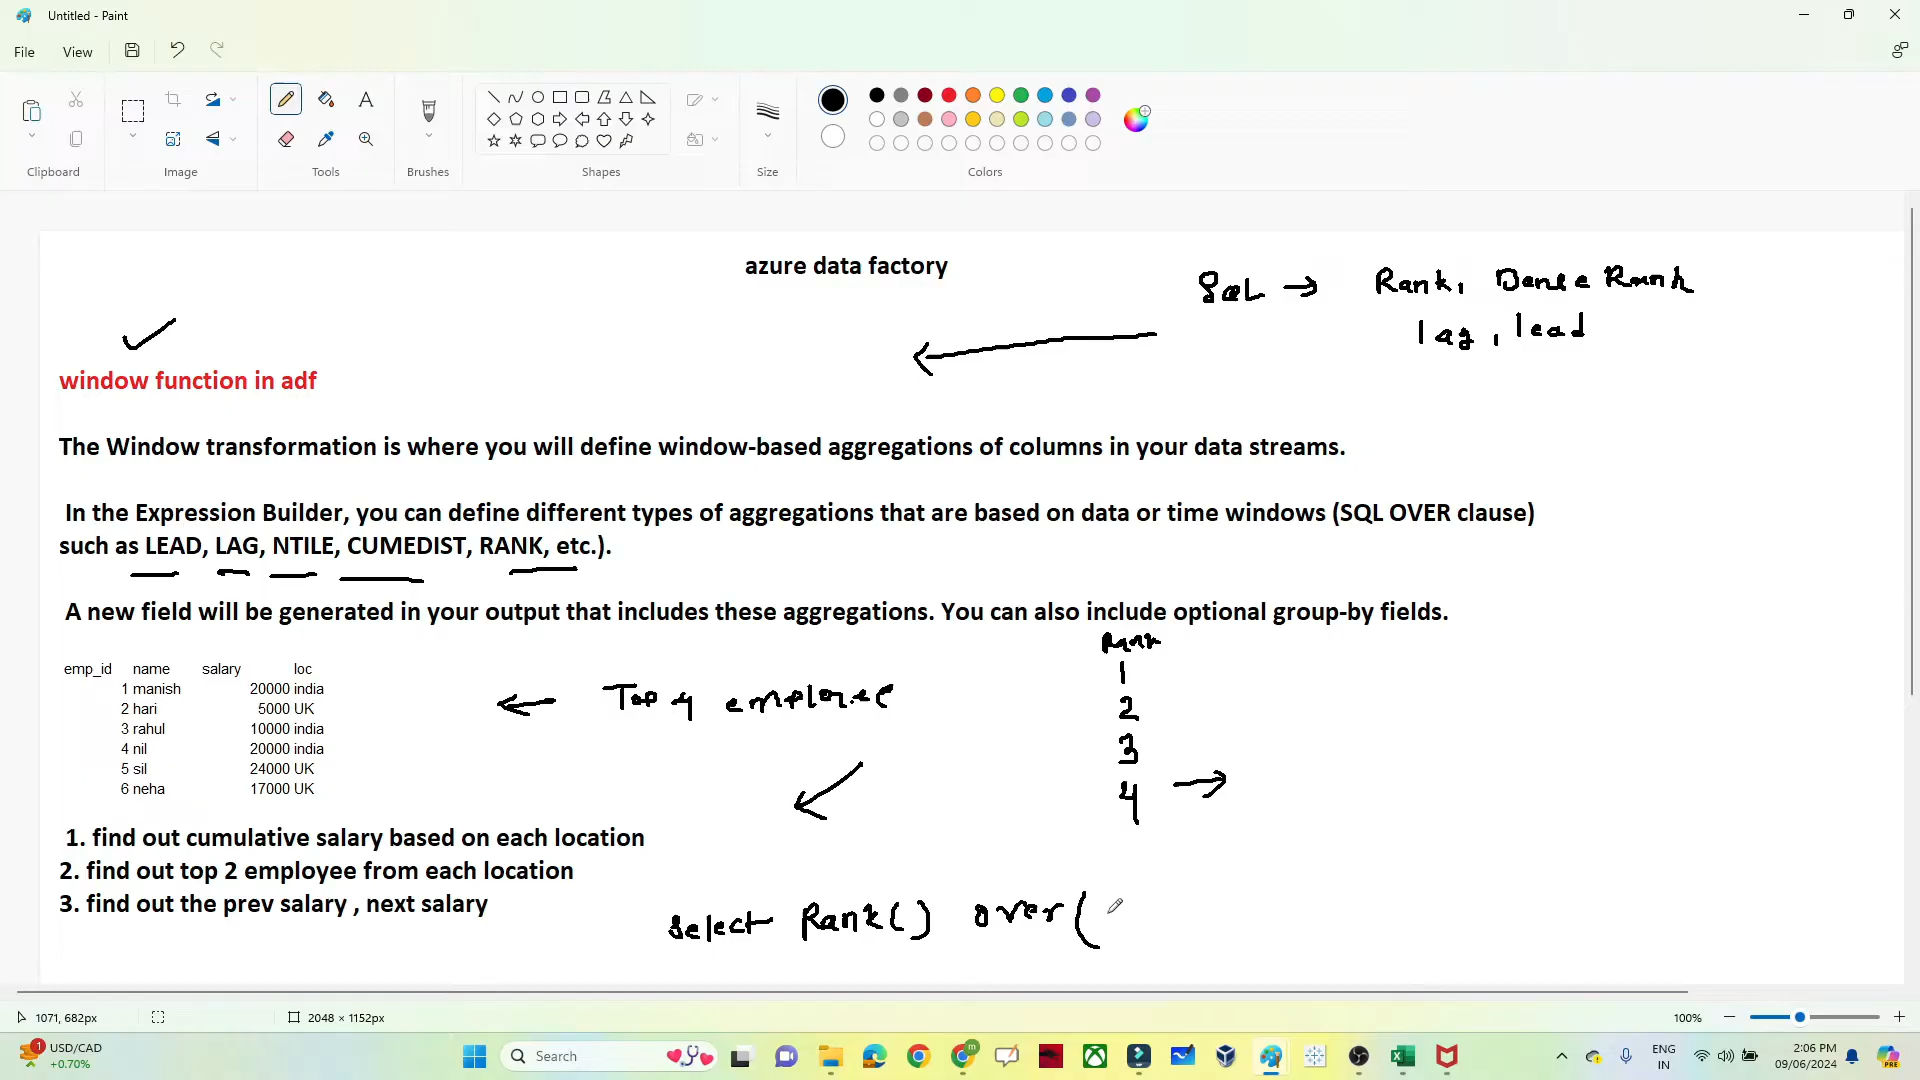 Untitled - Paint
File
View
Clipboard
Image
Tools
Brushes
Shapes
Size
Colors
azure data factory
SQL → Rank, Dense Rank
lag, lead
window function in adf
The Window transformation is where you will define window-based aggregations of columns in your data streams.
In the Expression Builder, you can define different types of aggregations that are based on data or time windows (SQL OVER clause)
such as LEAD, LAG, NTILE, CUMEDIST, RANK, etc.).
A new field will be generated in your output that includes these aggregations. You can also include optional group-by fields.
Rank
1
2
3
4
emp_id name salary loc
1 manish 20000 india
2 hari 5000 UK
3 rahul 10000 india
4 nil 20000 india
5 sil 24000 UK
6 neha 17000 UK
Top 4 employee
1. find out cumulative salary based on each location
2. find out top 2 employee from each location
3. find out the prev salary , next salary
select Rank() over(
1071, 682px
2048 × 1152px
100%
1
USD/CAD
+0.70%
Search
m
ENG
IN
2:06 PM
09/06/2024
PRE